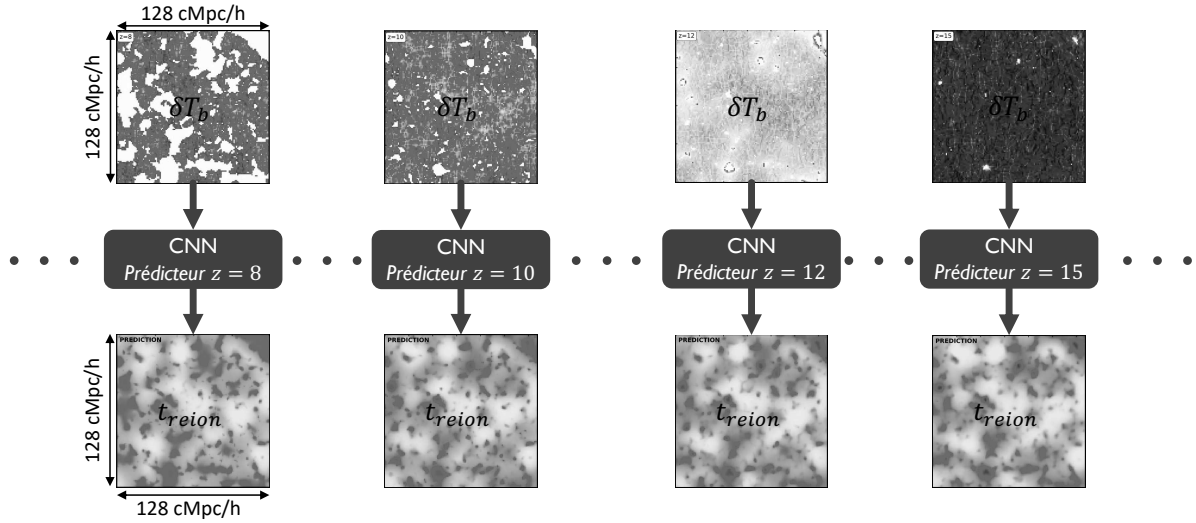 128 cMpc/h
128 cMpc/h
z=8
z=10
z=12
z=15
δT_b
δT_b
δT_b
δT_b
CNN
Prédicteur z = 8
CNN
Prédicteur z = 10
CNN
Prédicteur z = 12
CNN
Prédicteur z = 15
PREDICTION
PREDICTION
PREDICTION
PREDICTION
128 cMpc/h
t_reion
t_reion
t_reion
t_reion
128 cMpc/h